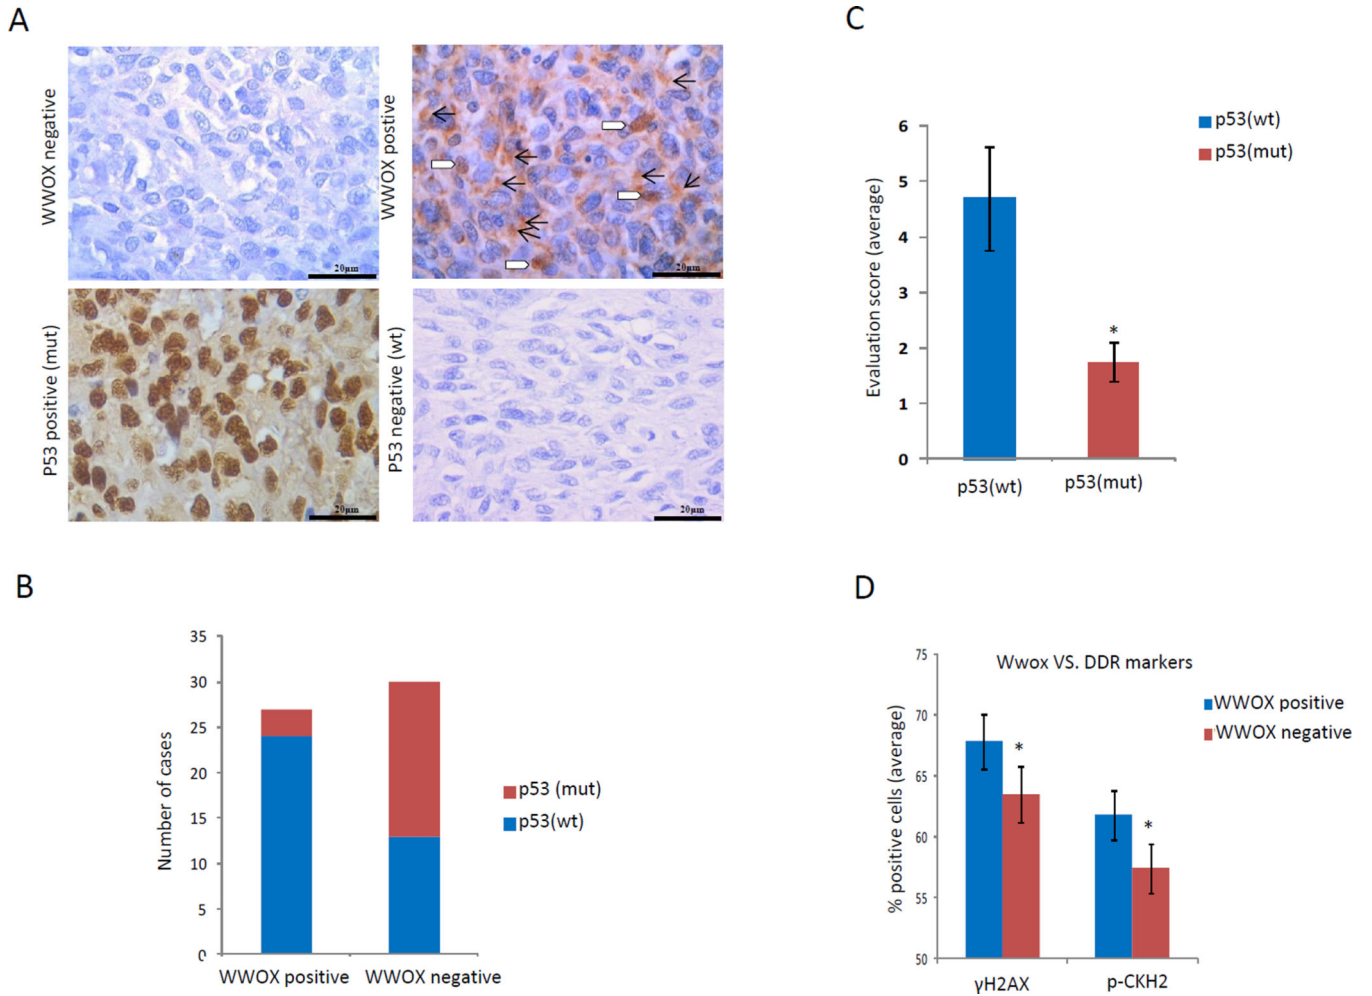 A
WWOX negative
WWOX postive
20µm
20µm
P53 positive (mut)
P53 negative (wt)
20µm
20µm
B
35
30
25
20
15
10
5
0
Number of cases
WWOX positive
WWOX negative
p53 (mut)
p53(wt)
C
6
5
4
3
2
1
0
Evaluation score (average)
*
p53(wt)
p53(mut)
p53(wt)
p53(mut)
D
Wwox VS. DDR markers
75
70
65
60
55
50
% positive cells (average)
*
*
γH2AX
p-CKH2
WWOX positive
WWOX negative